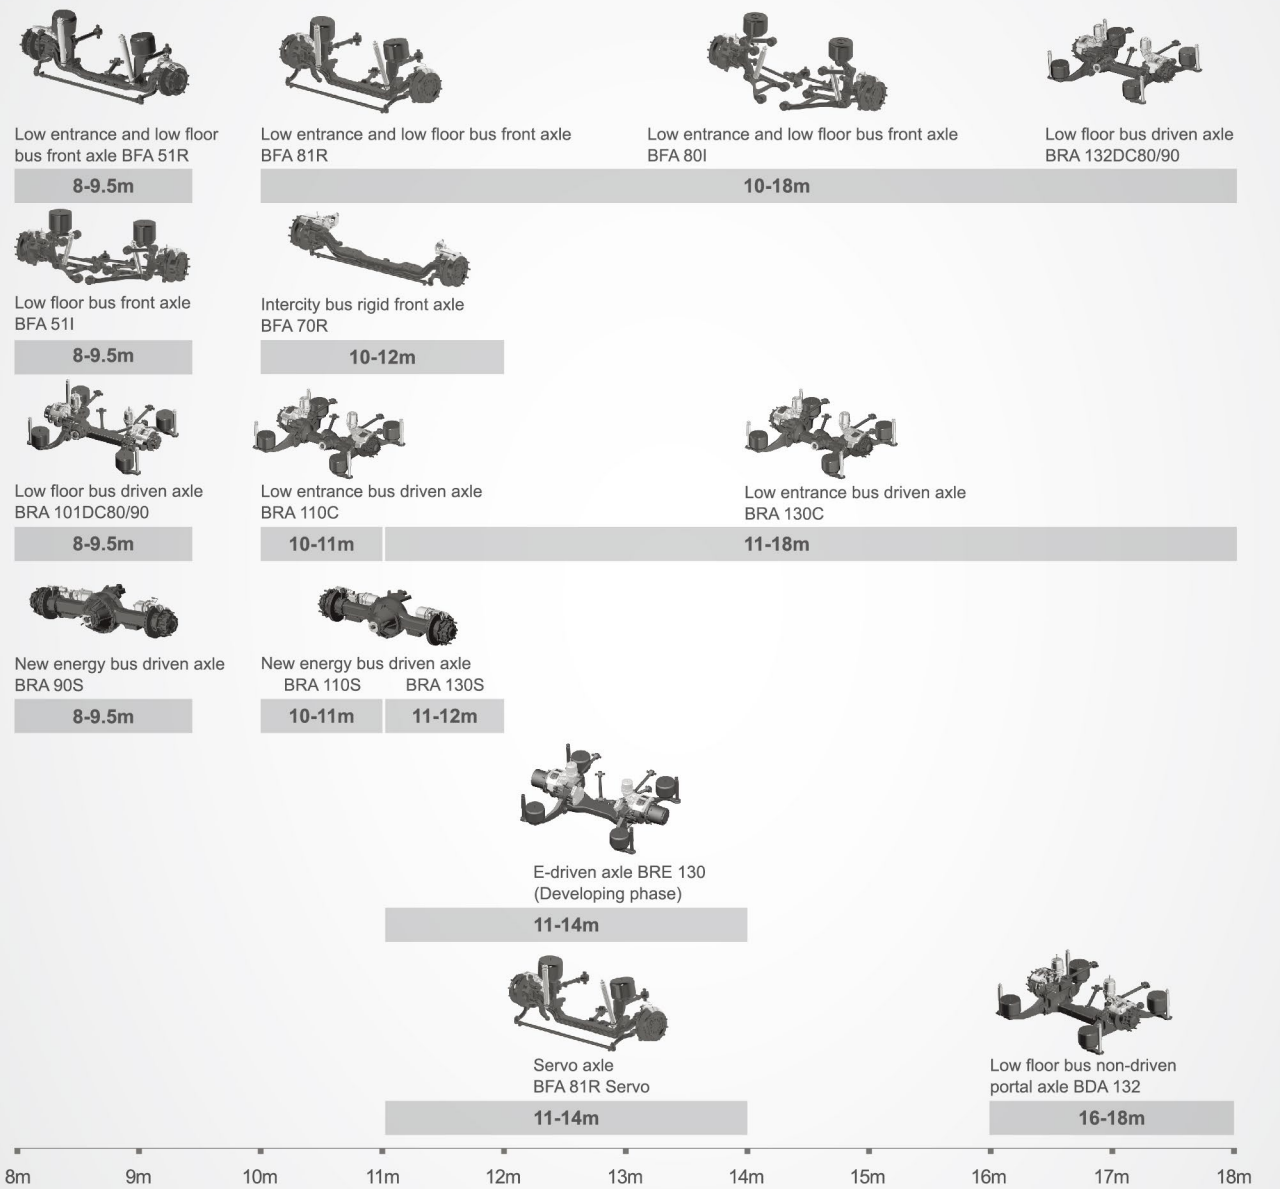 Low entrance and low floor
bus front axle BFA 51R
8-9.5m
Low entrance and low floor bus front axle
BFA 81R
Low entrance and low floor bus front axle
BFA 80I
Low floor bus driven axle
BRA 132DC80/90
10-18m
Low floor bus front axle
BFA 51I
8-9.5m
Intercity bus rigid front axle
BFA 70R
10-12m
Low floor bus driven axle
BRA 101DC80/90
8-9.5m
Low entrance bus driven axle
BRA 110C
10-11m
Low entrance bus driven axle
BRA 130C
11-18m
New energy bus driven axle
BRA 90S
8-9.5m
New energy bus driven axle
BRA 110S BRA 130S
10-11m 11-12m
E-driven axle BRE 130
(Developing phase)
11-14m
Servo axle
BFA 81R Servo
11-14m
Low floor bus non-driven
portal axle BDA 132
16-18m
8m 9m 10m 11m 12m 13m 14m 15m 16m 17m 18m